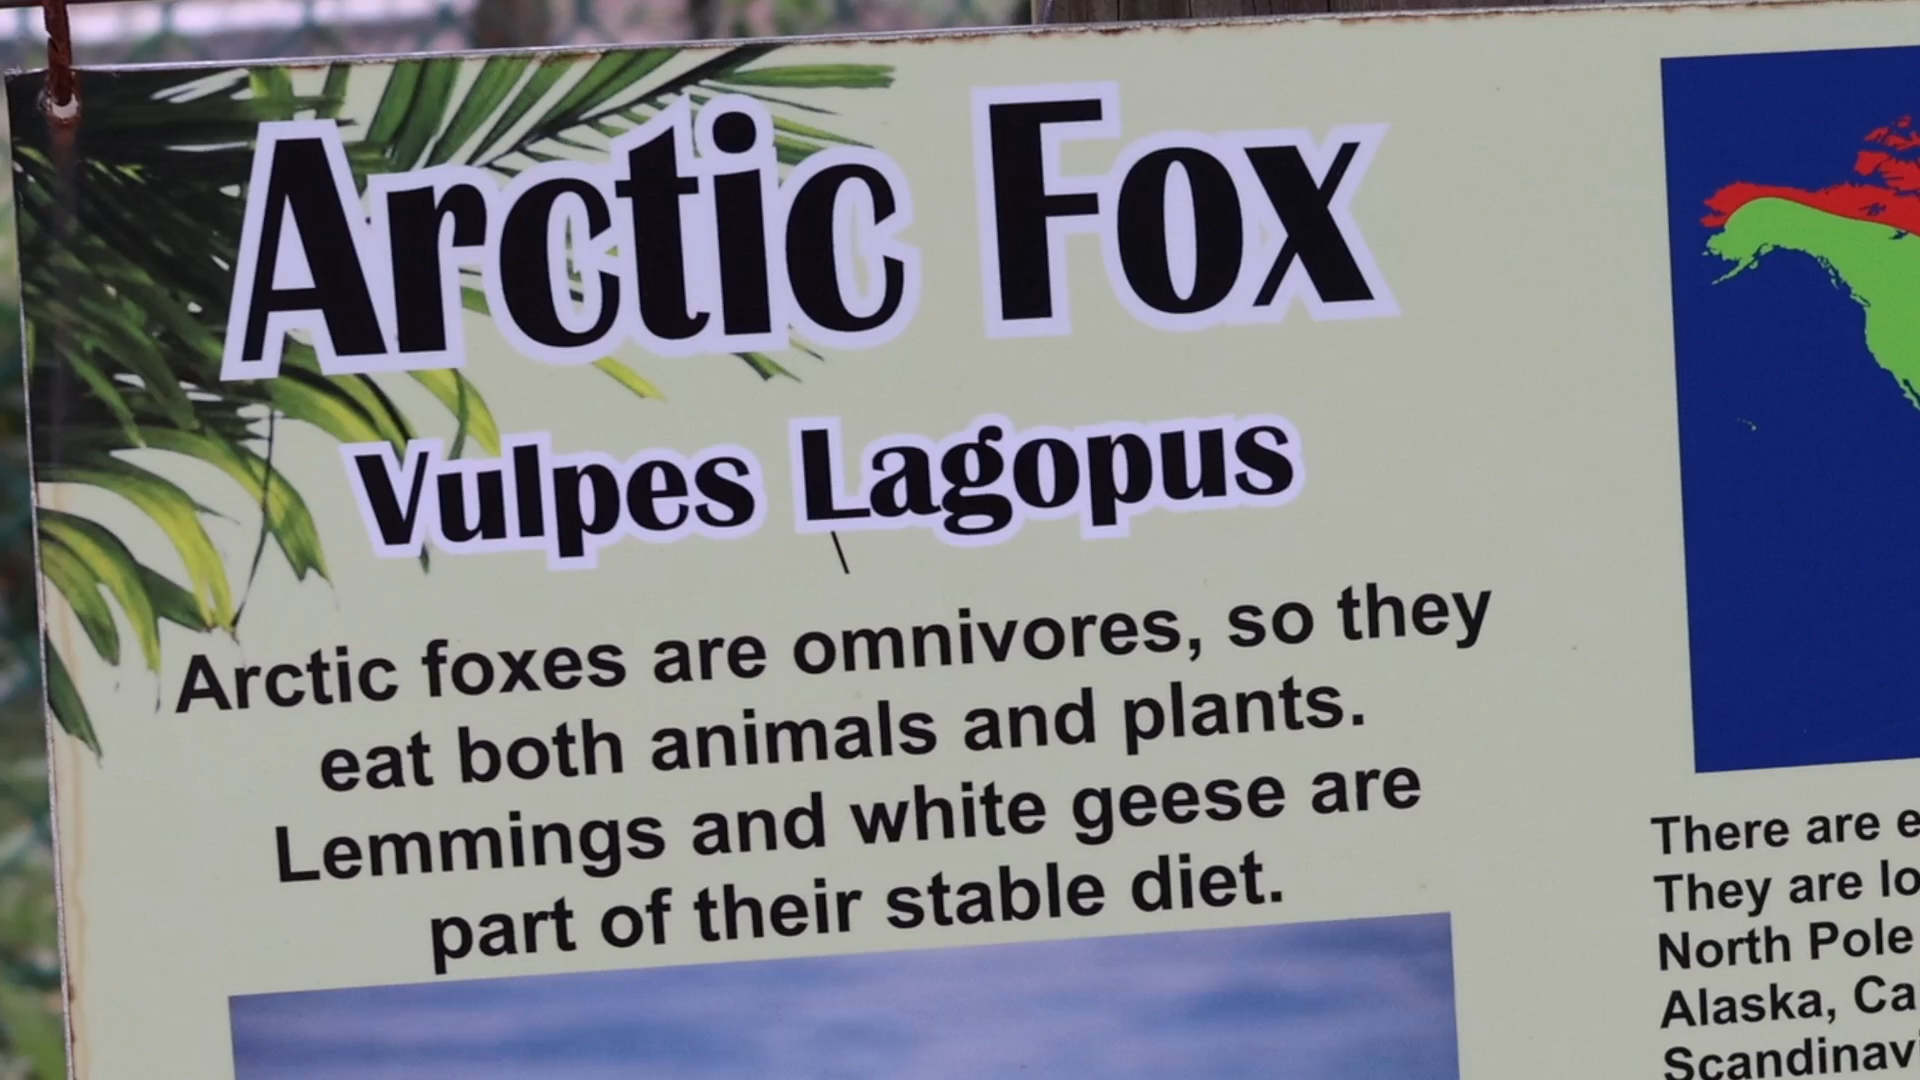 Arctic Fox
Vulpes Lagopus
Arctic foxes are omnivores, so they
eat both animals and plants.
Lemmings and white geese are
part of their stable diet.
There are
They are
North Pole
Alaska,